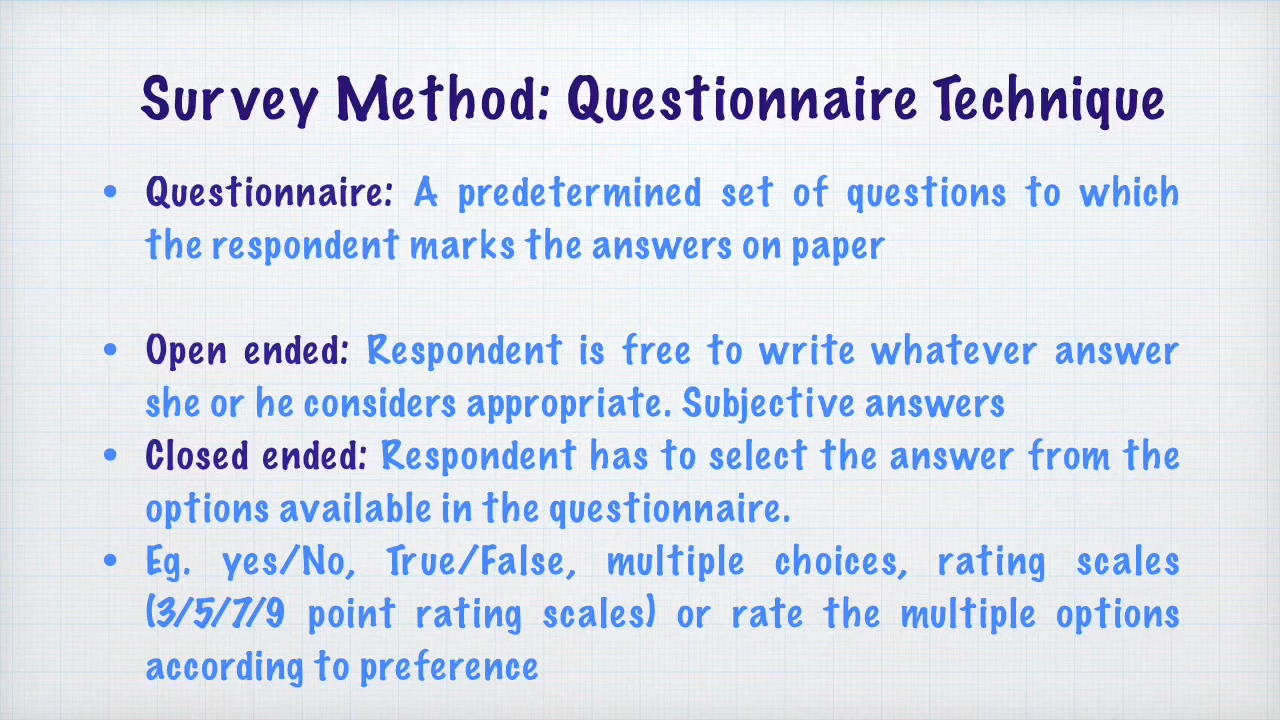 Survey Method: Questionnaire Technique
• Questionnaire: A predetermined set of questions to which
the respondent marks the answers on paper
• Open ended: Respondent is free to write whatever answer
she or he considers appropriate. Subjective answers
• Closed ended: Respondent has to select the answer from the
options available in the questionnaire.
• Eg. yes/No, True/False, multiple choices, rating scales
(3/5/7/9 point rating scales) or rate the multiple options
according to preference